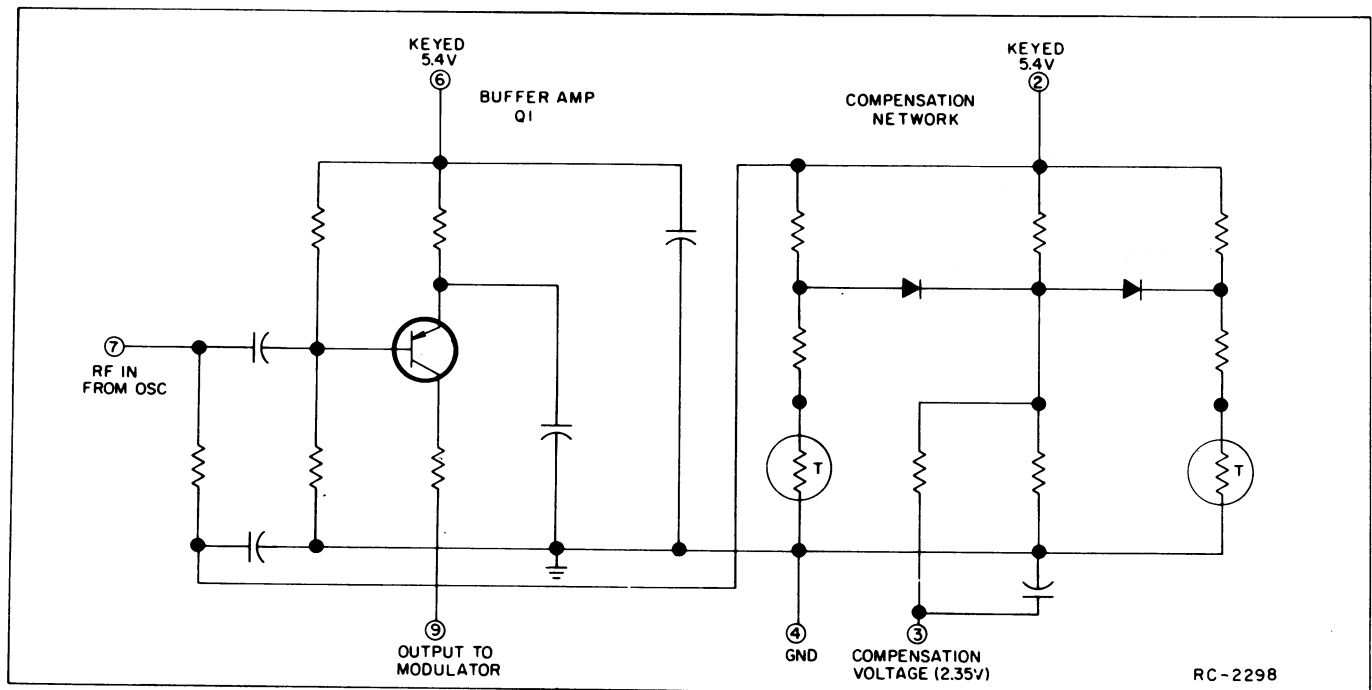 KEYED
5.4V
⑥
BUFFER AMP
Q1
KEYED
5.4V
②
COMPENSATION
NETWORK
⑦
RF IN
FROM OSC
T
T
⑨
OUTPUT TO
MODULATOR
④
GND
③
COMPENSATION
VOLTAGE (2.35V)
RC-2298